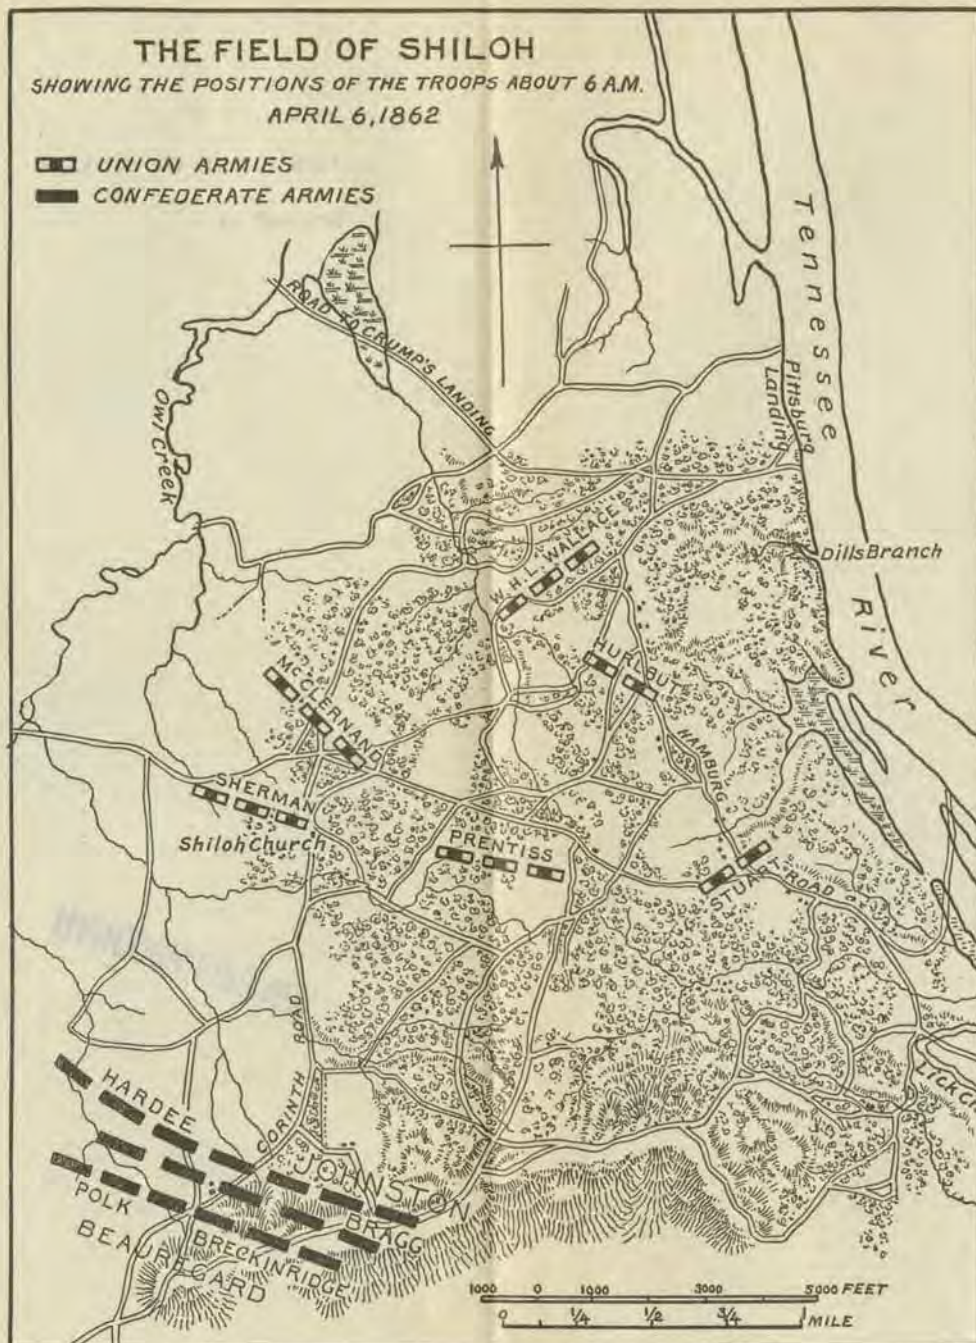 THE FIELD OF SHILOH
SHOWING THE POSITIONS OF THE TROOPS ABOUT 6 A.M.
APRIL 6, 1862
UNION ARMIES
CONFEDERATE ARMIES
Tennessee
River
ROAD TO CRUMP'S LANDING
Owl Creek
Pittsburg
Landing
Dills Branch
W.H.L. WALLACE
HURLBUT
McCLERNAND
HAMBURG
SHERMAN
Shiloh Church
PRENTISS
STUART
ROAD
CORINTH
ROAD
LICK C
HARDEE
JOHNSTON
BRAGG
POLK
BRECKINRIDGE
BEAUREGARD
1000 0 1000 3000 5000 FEET
0 1/4 1/2 3/4 1
MILE